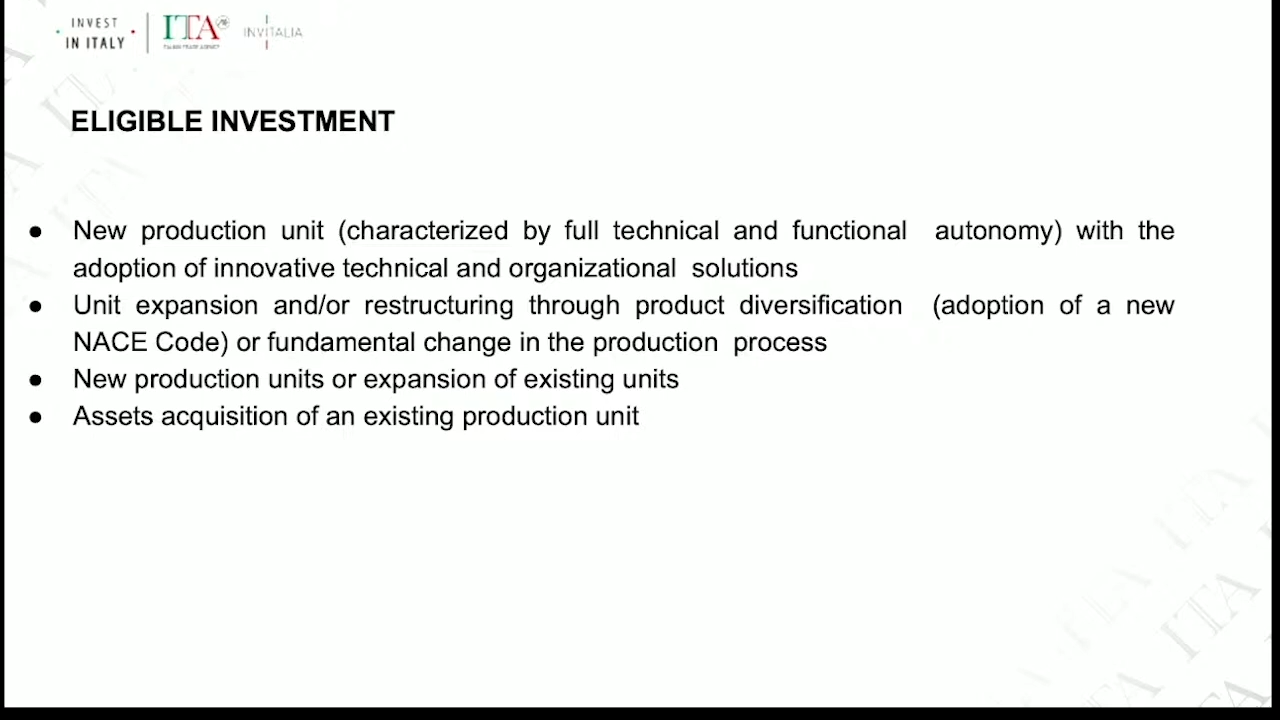 INVEST
IN ITALY
ITA
ITALIAN TRADE AGENCY
INVITALIA
ELIGIBLE INVESTMENT
● New production unit (characterized by full technical and functional autonomy) with the
adoption of innovative technical and organizational solutions
● Unit expansion and/or restructuring through product diversification (adoption of a new
NACE Code) or fundamental change in the production process
● New production units or expansion of existing units
● Assets acquisition of an existing production unit